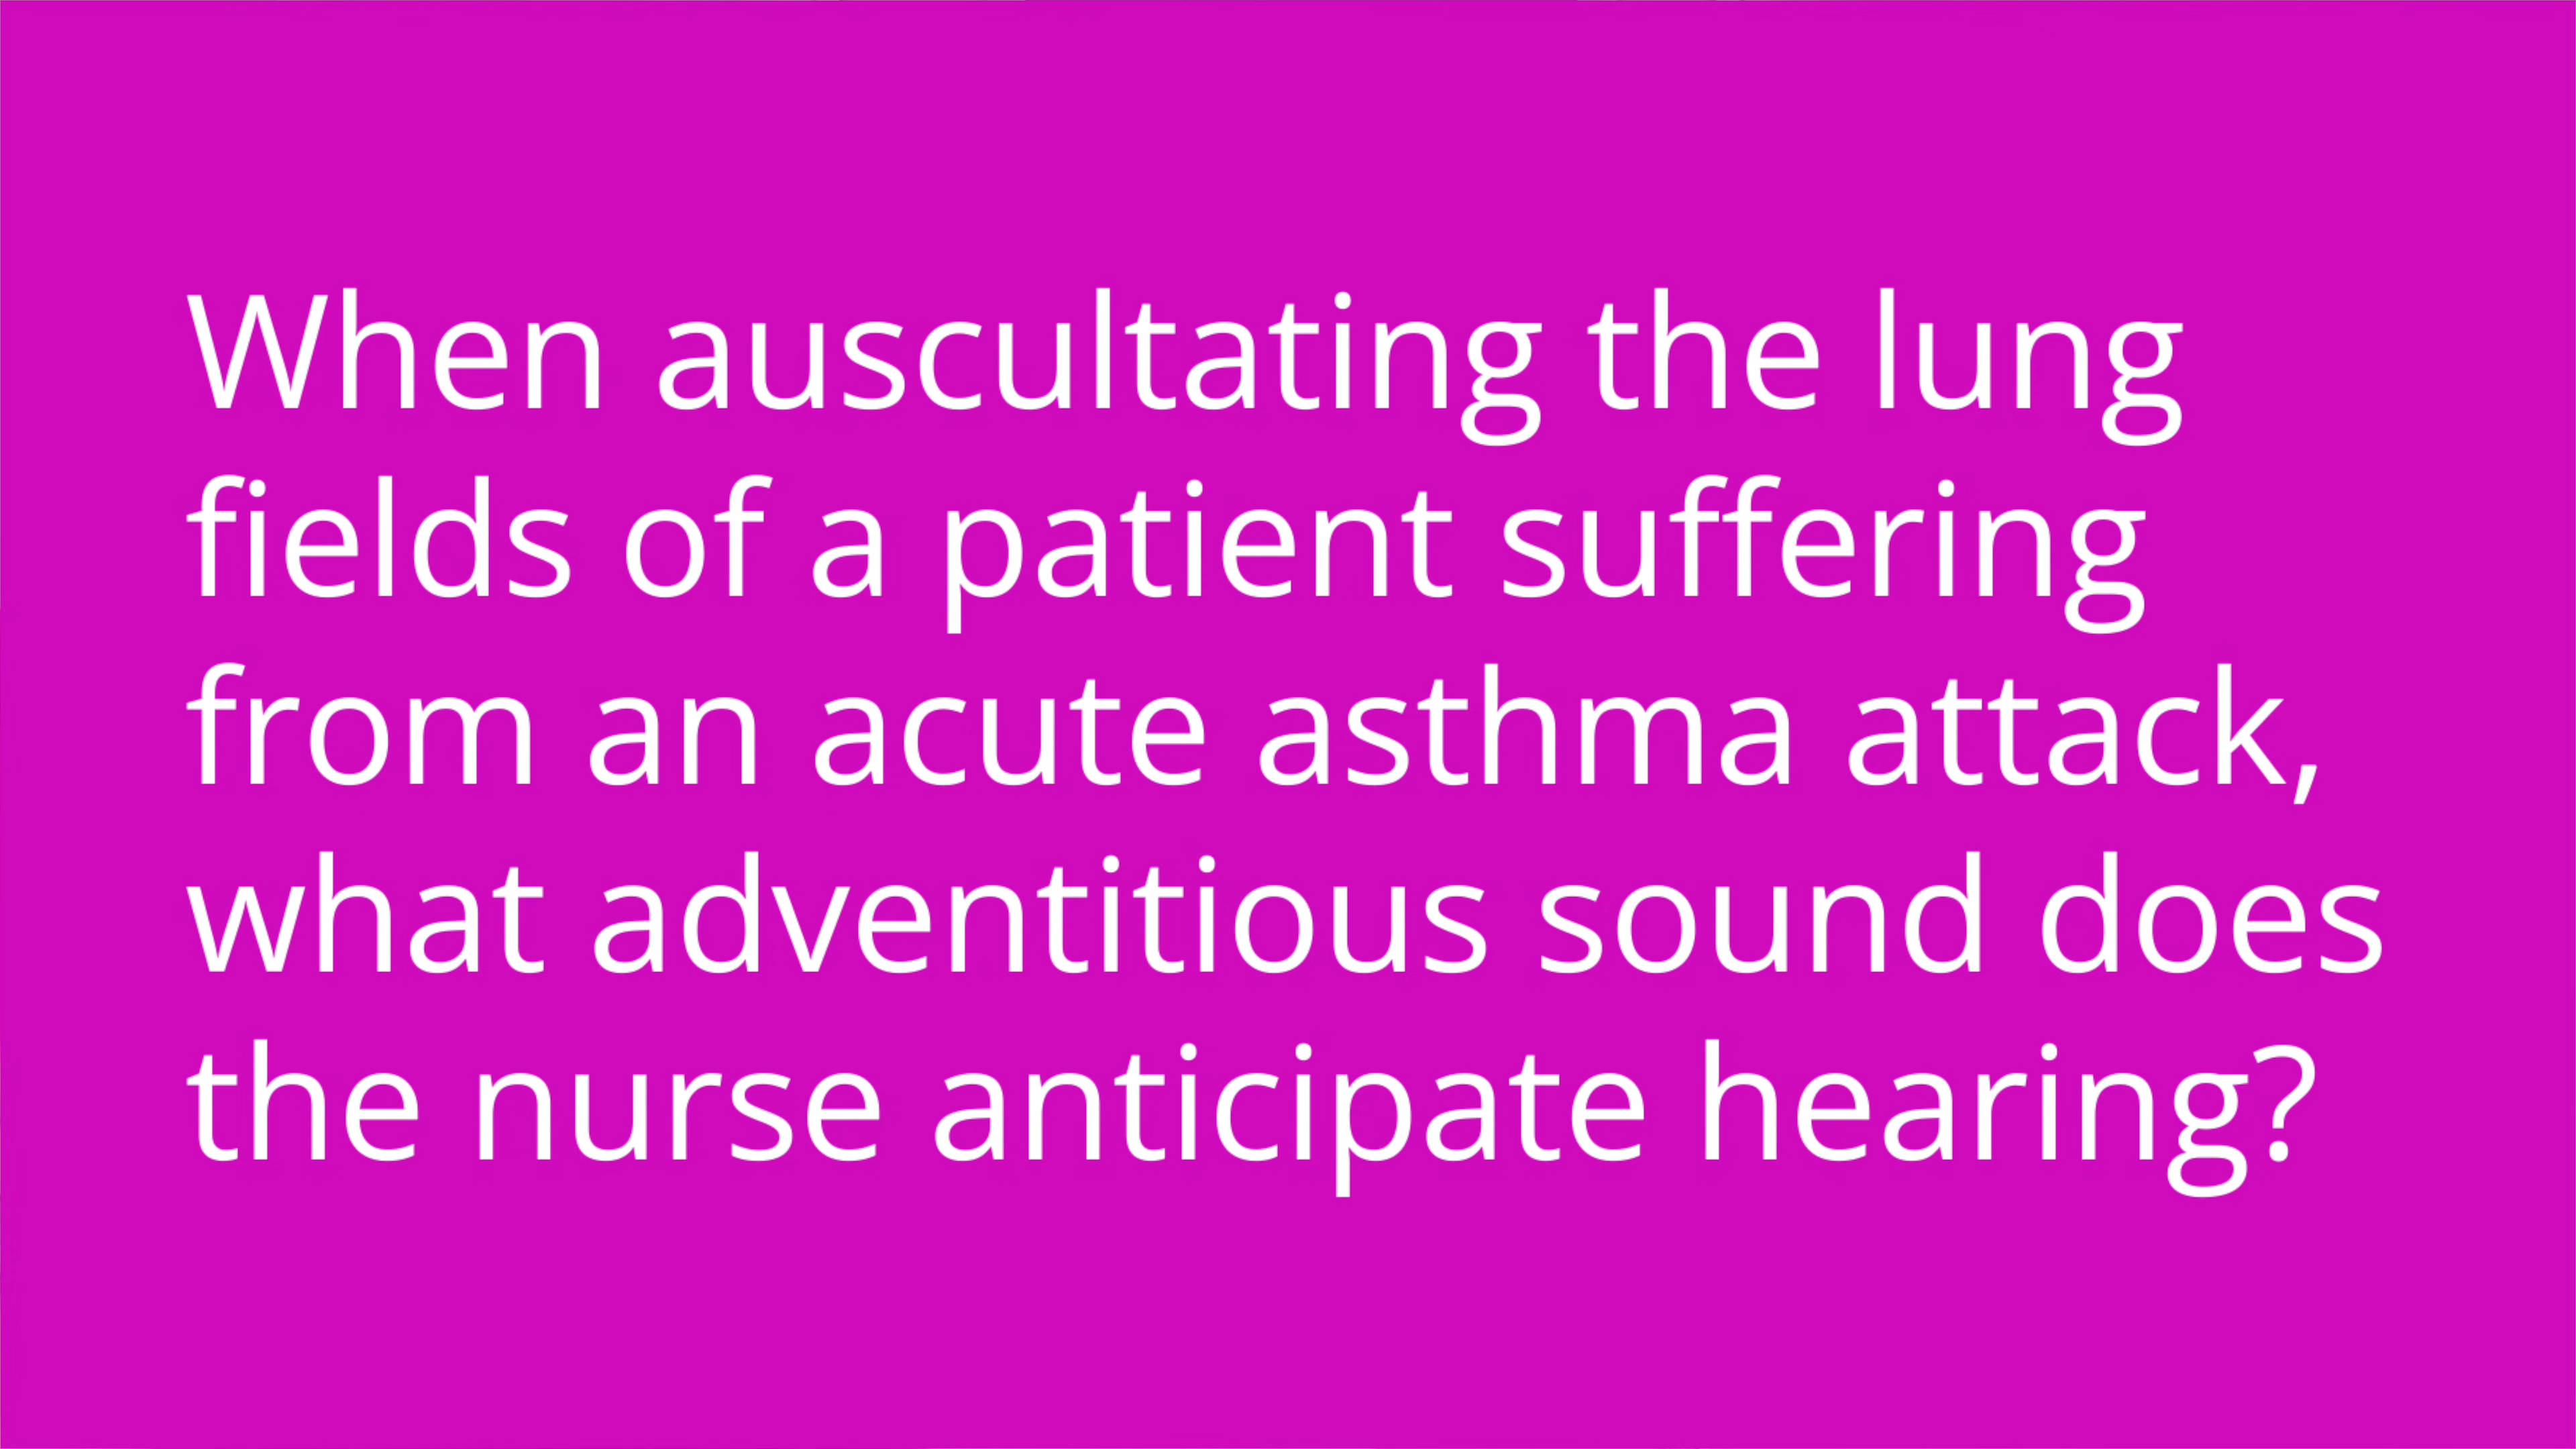 When auscultating the lung
fields of a patient suffering
from an acute asthma attack,
what adventitious sound does
the nurse anticipate hearing?